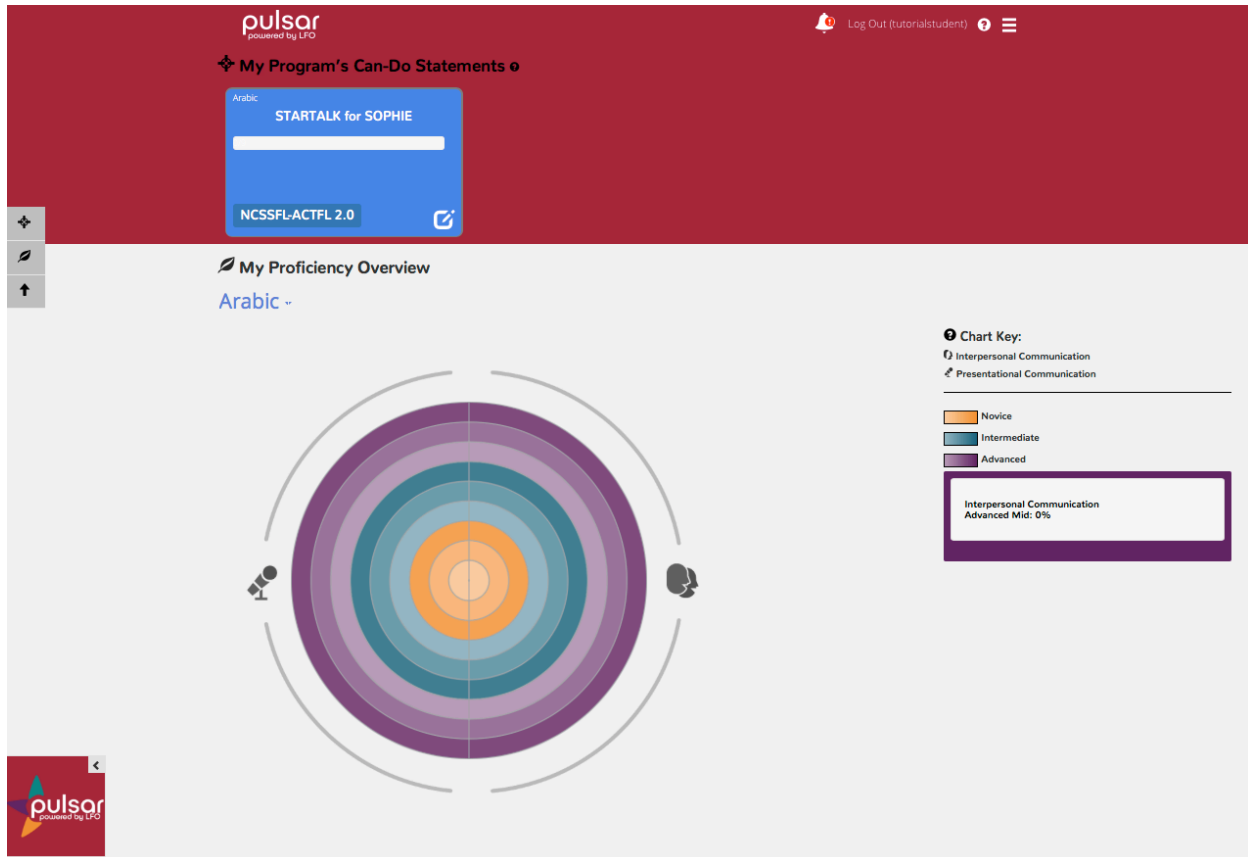 pulsar
powered by LFO
Log Out (tutorialstudent)
My Program's Can-Do Statements
Arabic
STARTALK for SOPHIE
NCSSFL-ACTFL 2.0
My Proficiency Overview
Arabic
Chart Key:
Interpersonal Communication
Presentational Communication
Novice
Intermediate
Advanced
Interpersonal Communication
Advanced Mid: 0%
pulsar
powered by LFO